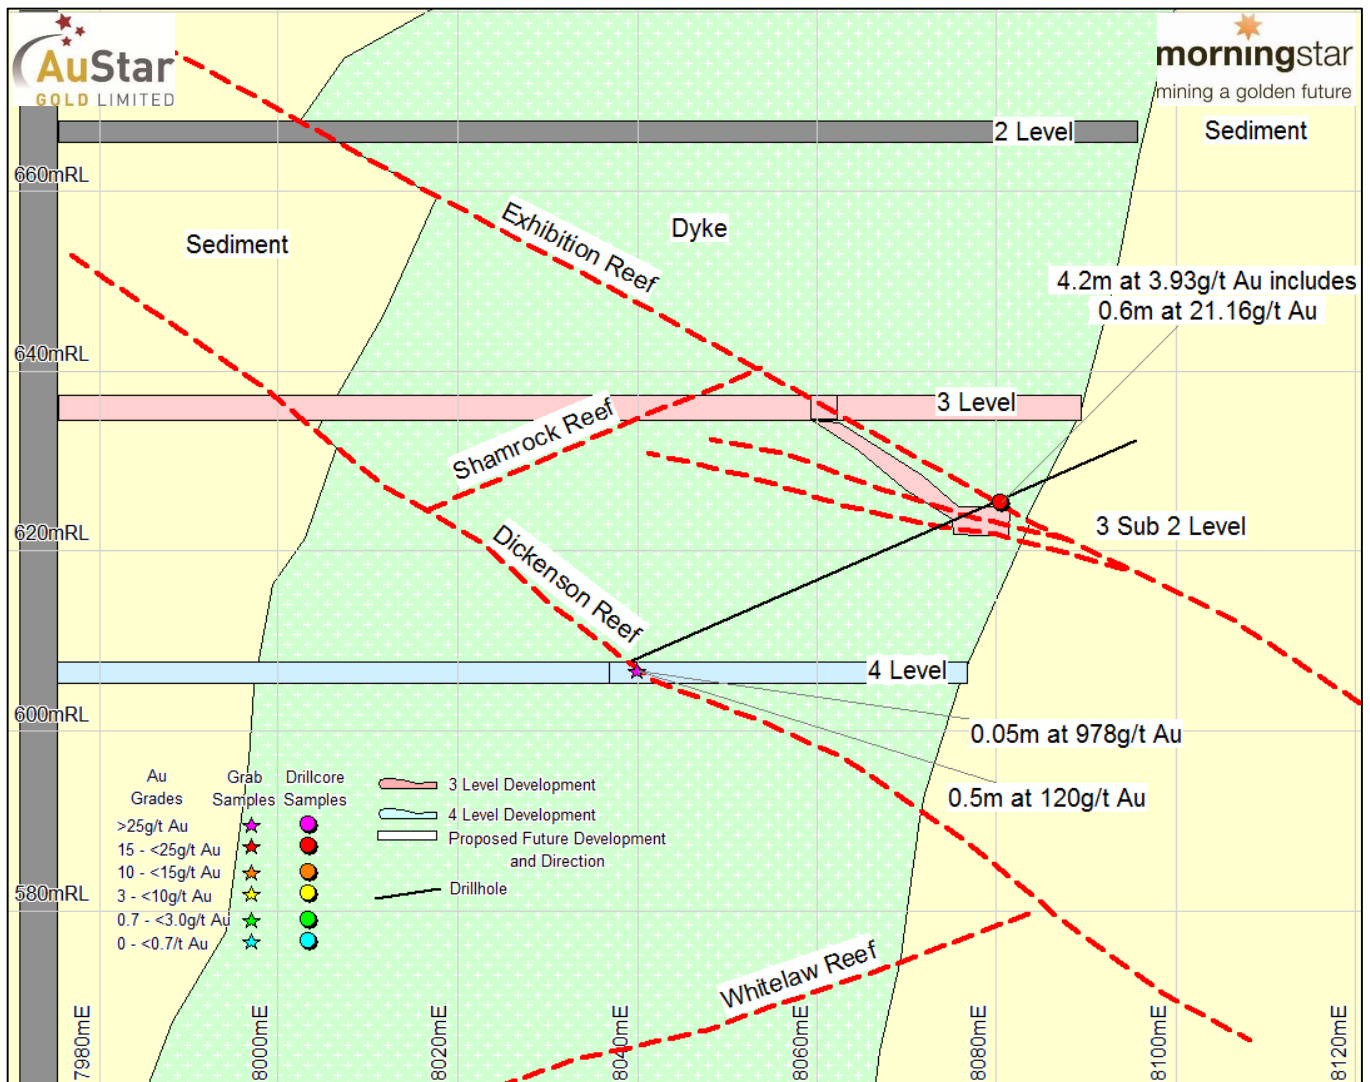 AuStar
GOLD LIMITED
morningstar
mining a golden future
2 Level
Sediment
660mRL
Exhibition Reef
Dyke
Sediment
4.2m at 3.93g/t Au includes
0.6m at 21.16g/t Au
640mRL
3 Level
Shamrock Reef
620mRL
3 Sub 2 Level
Dickenson Reef
4 Level
600mRL
0.05m at 978g/t Au
0.5m at 120g/t Au
Au Grades
Grab Samples
Drillcore Samples
>25g/t Au
15 - <25g/t Au
10 - <15g/t Au
3 - <10g/t Au
0.7 - <3.0g/t Au
0 - <0.7/t Au
3 Level Development
4 Level Development
Proposed Future Development
and Direction
Drillhole
580mRL
Whitelaw Reef
7980mE
8000mE
8020mE
8040mE
8060mE
8080mE
8100mE
8120mE